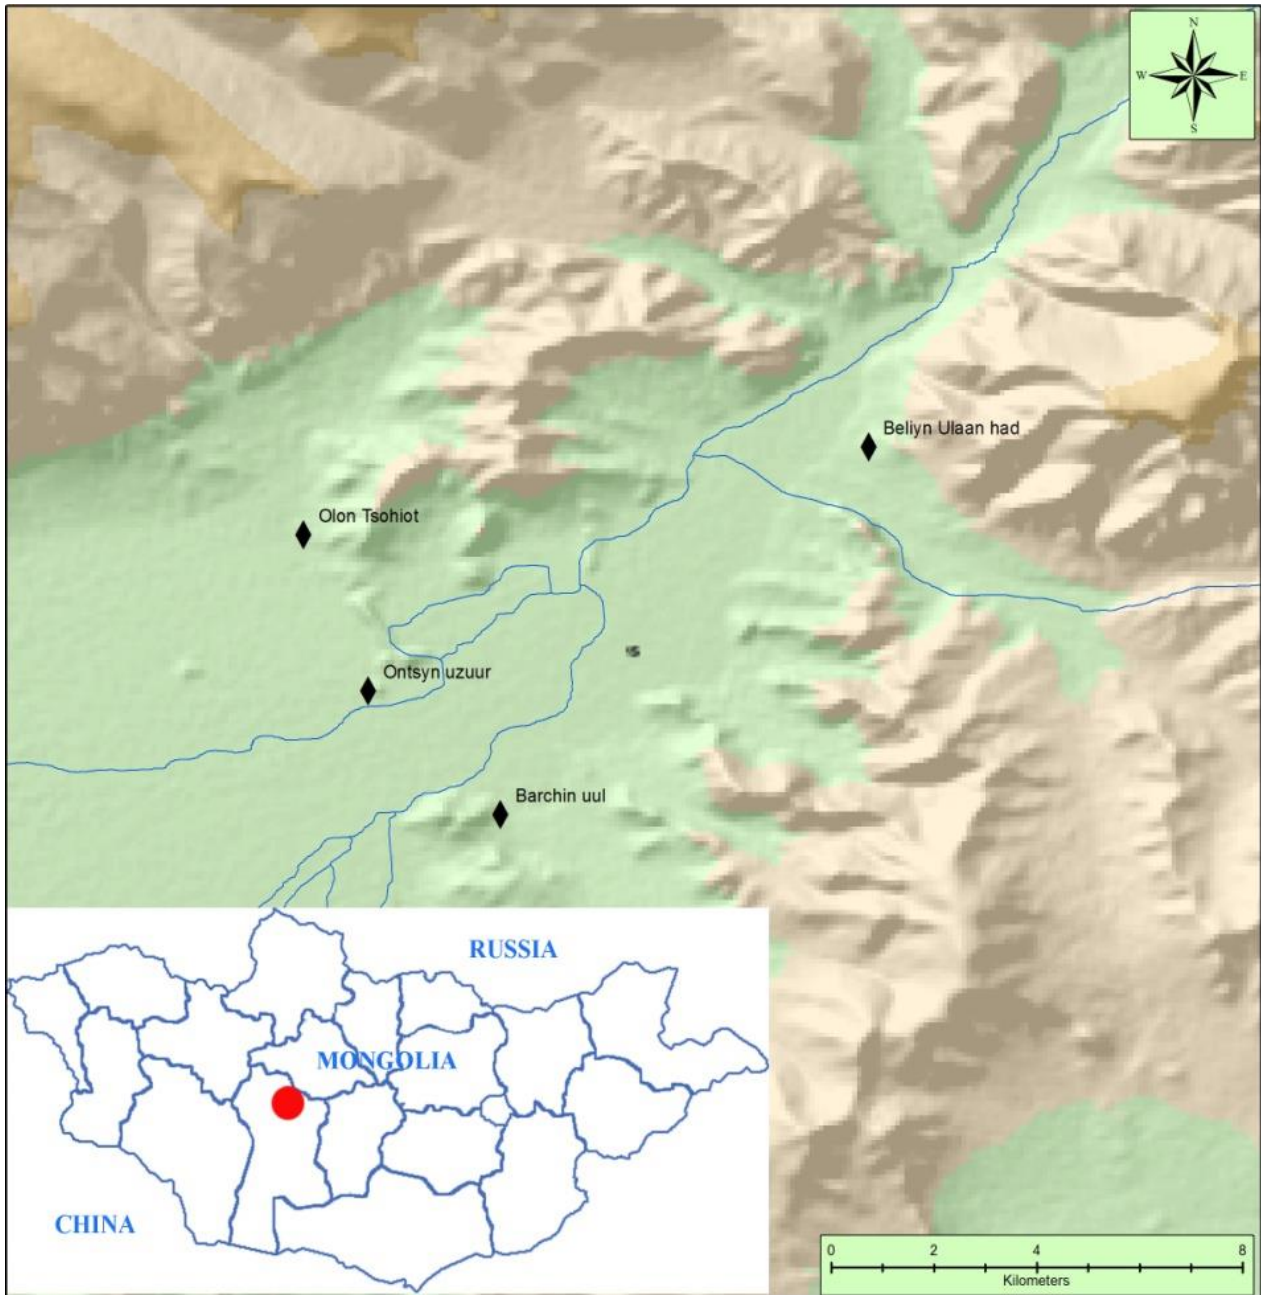 N
W E
S
Beliyn Ulaan had
Olon Tsohiot
Ontsyn uzuur
Barchin uul
RUSSIA
MONGOLIA
CHINA
0 2 4 8
Kilometers